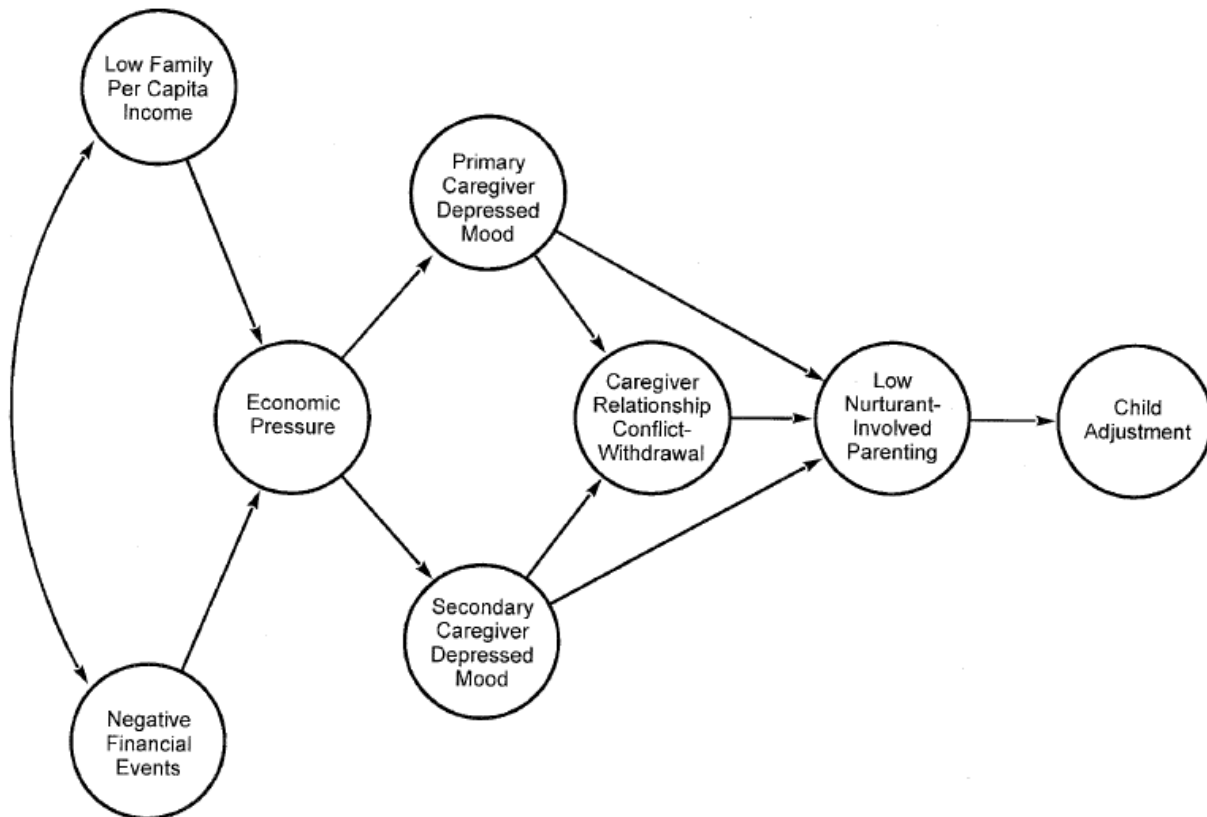 Low Family
Per Capita
Income
Primary
Caregiver
Depressed
Mood
Economic
Pressure
Caregiver
Relationship
Conflict-
Withdrawal
Low
Nurturant-
Involved
Parenting
Child
Adjustment
Secondary
Caregiver
Depressed
Mood
Negative
Financial
Events